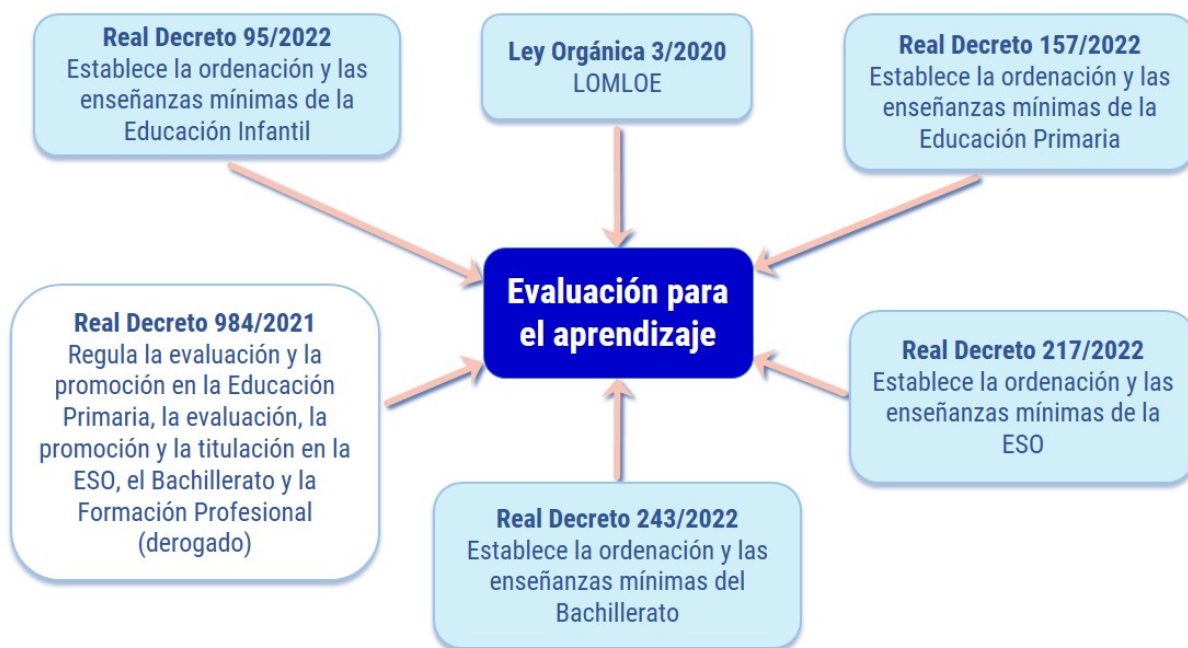 Real Decreto 95/2022
Establece la ordenación y las
enseñanzas mínimas de la
Educación Infantil
Ley Orgánica 3/2020
LOMLOE
Real Decreto 157/2022
Establece la ordenación y las
enseñanzas mínimas de la
Educación Primaria
Evaluación para
el aprendizaje
Real Decreto 984/2021
Regula la evaluación y la
promoción en la Educación
Primaria, la evaluación, la
promoción y la titulación en la
ESO, el Bachillerato y la
Formación Profesional
(derogado)
Real Decreto 217/2022
Establece la ordenación y las
enseñanzas mínimas de la
ESO
Real Decreto 243/2022
Establece la ordenación y las
enseñanzas mínimas del
Bachillerato